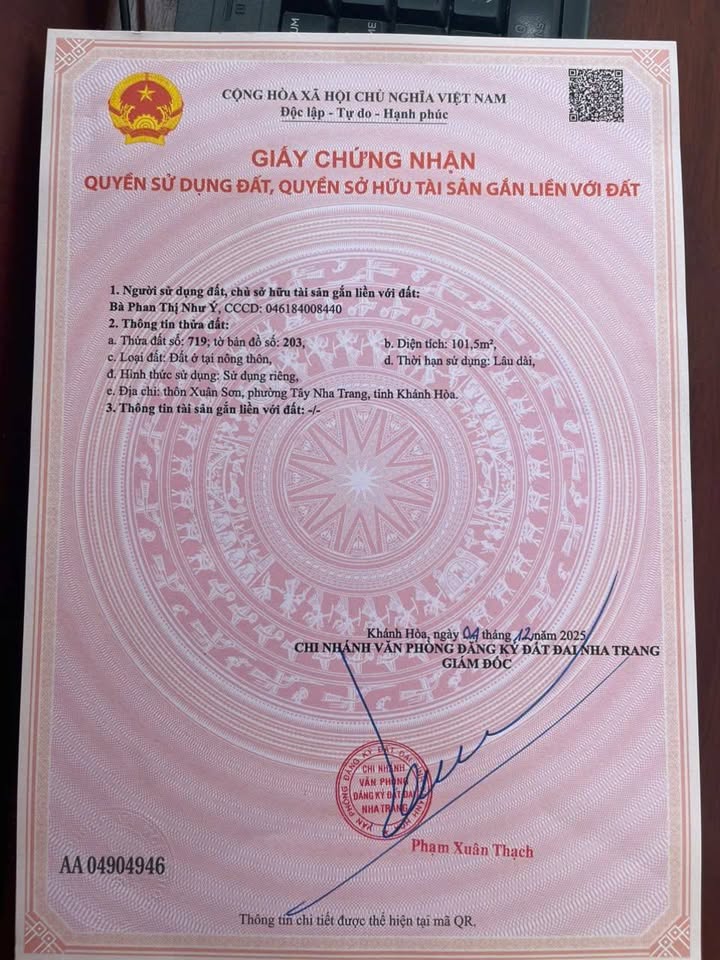 CỘNG HÒA XÃ HỘI CHỦ NGHĨA VIỆT NAM
Độc lập - Tự do - Hạnh phúc
GIẤY CHỨNG NHẬN
QUYỀN SỬ DỤNG ĐẤT, QUYỀN SỞ HỮU TÀI SẢN GẮN LIỀN VỚI ĐẤT
1. Người sử dụng đất, chủ sở hữu tài sản gắn liền với đất:
Bà Phan Thị Như Ý, CCCD: 046184008440
2. Thông tin thửa đất:
a. Thửa đất số: 719; tờ bản đồ số: 203, b. Diện tích: 101,5m²,
c. Loại đất: Đất ở tại nông thôn, d. Thời hạn sử dụng: Lâu dài,
đ. Hình thức sử dụng: Sử dụng riêng,
e. Địa chỉ: thôn Xuân Sơn, phường Tây Nha Trang, tỉnh Khánh Hòa.
3. Thông tin tài sản gắn liền với đất: -/-
Khánh Hòa, ngày tháng 12 năm 2025
CHI NHÁNH VĂN PHÒNG ĐĂNG KÝ ĐẤT ĐAI NHA TRANG
GIÁM ĐỐC
CHI NHÁNH
VĂN PHÒNG
ĐĂNG KÝ ĐẤT ĐAI
NHA TRANG
Phạm Xuân Thạch
AA 04904946
Thông tin chi tiết được thể hiện tại mã QR.